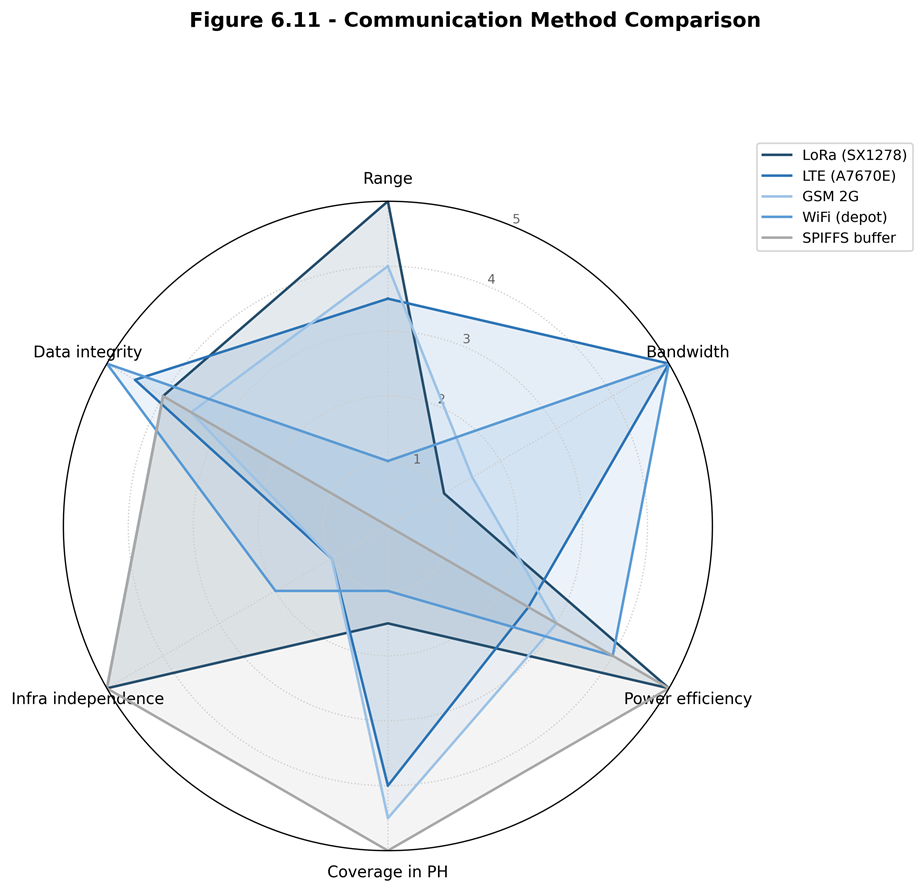 Figure 6.11 - Communication Method Comparison
LoRa (SX1278)
LTE (A7670E)
GSM 2G
WiFi (depot)
SPIFFS buffer
Range
5
4
3
2
1
Data integrity
Bandwidth
Infra independence
Power efficiency
Coverage in PH